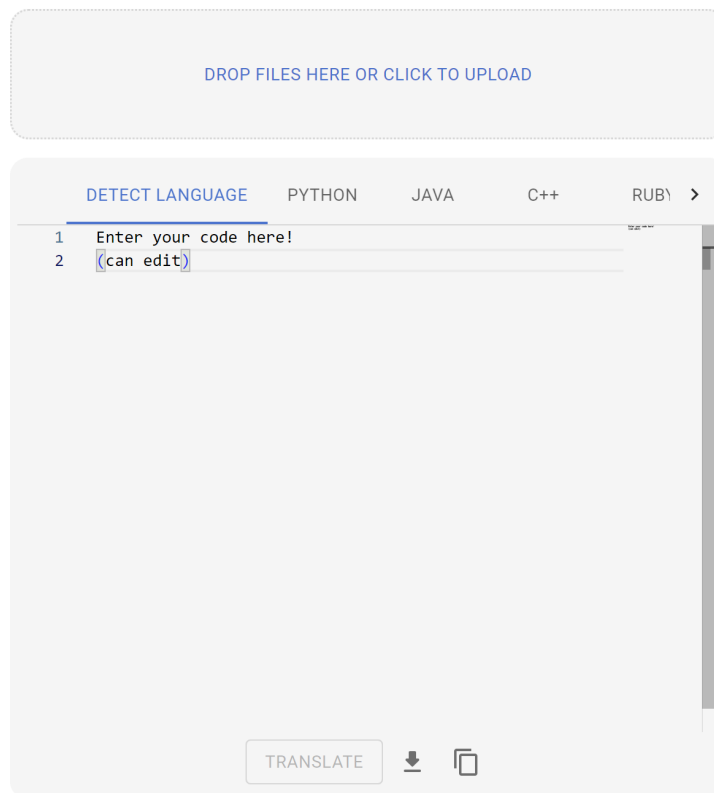 DROP FILES HERE OR CLICK TO UPLOAD
DETECT LANGUAGE PYTHON JAVA C++ RUBY
1 Enter your code here!
2 (can edit)
TRANSLATE